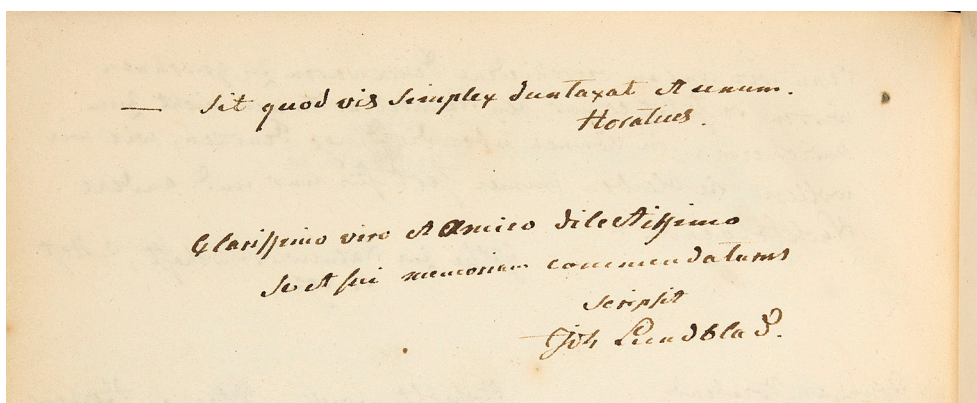 — Sit quod vis simplex duntaxat et unum.
Horatius.
Clarissimo viro et Amico dilectissimo
se et sui memoriam commendaturus
scripsit
Joh Lundblad.